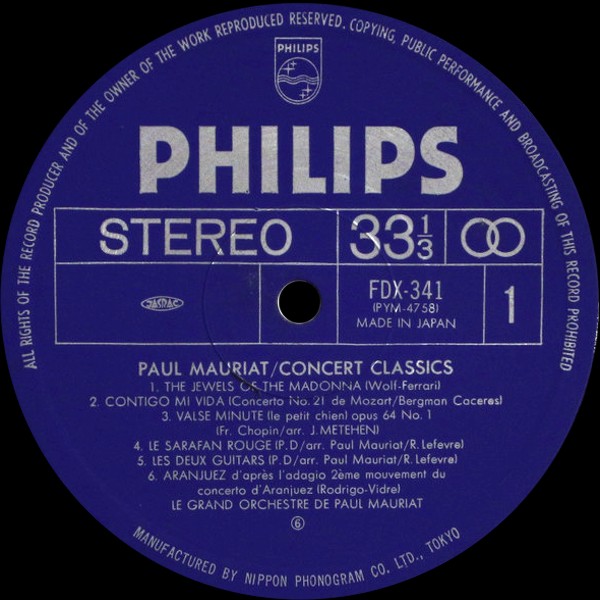 ALL RIGHTS OF THE RECORD PRODUCER AND OF THE OWNER OF THE WORK REPRODUCED RESERVED. COPYING, PUBLIC PERFORMANCE AND BROADCASTING OF THIS RECORD PROHIBITED
PHILIPS
PHILIPS
STEREO
33 1/3
JASRAC
FDX-341
(PYM-4758)
MADE IN JAPAN
1
PAUL MAURIAT/CONCERT CLASSICS
1. THE JEWELS OF THE MADONNA (Wolf-Ferrari)
2. CONTIGO MI VIDA (Concerto No. 21 de Mozart/Bergman Caceres)
3. VALSE MINUTE (le petit chien) opus 64 No. 1
(Fr. Chopin/arr. J. METEHEN)
4. LE SARAFAN ROUGE (P.D/arr. Paul Mauriat/R. Lefevre)
5. LES DEUX GUITARS (P.D/arr. Paul Mauriat/R. Lefevre)
6. ARANJUEZ d'après l'adagio 2ème mouvement du
concerto d'Aranjuez (Rodrigo-Vidre)
LE GRAND ORCHESTRE DE PAUL MAURIAT
⑥
MANUFACTURED BY NIPPON PHONOGRAM CO. LTD., TOKYO